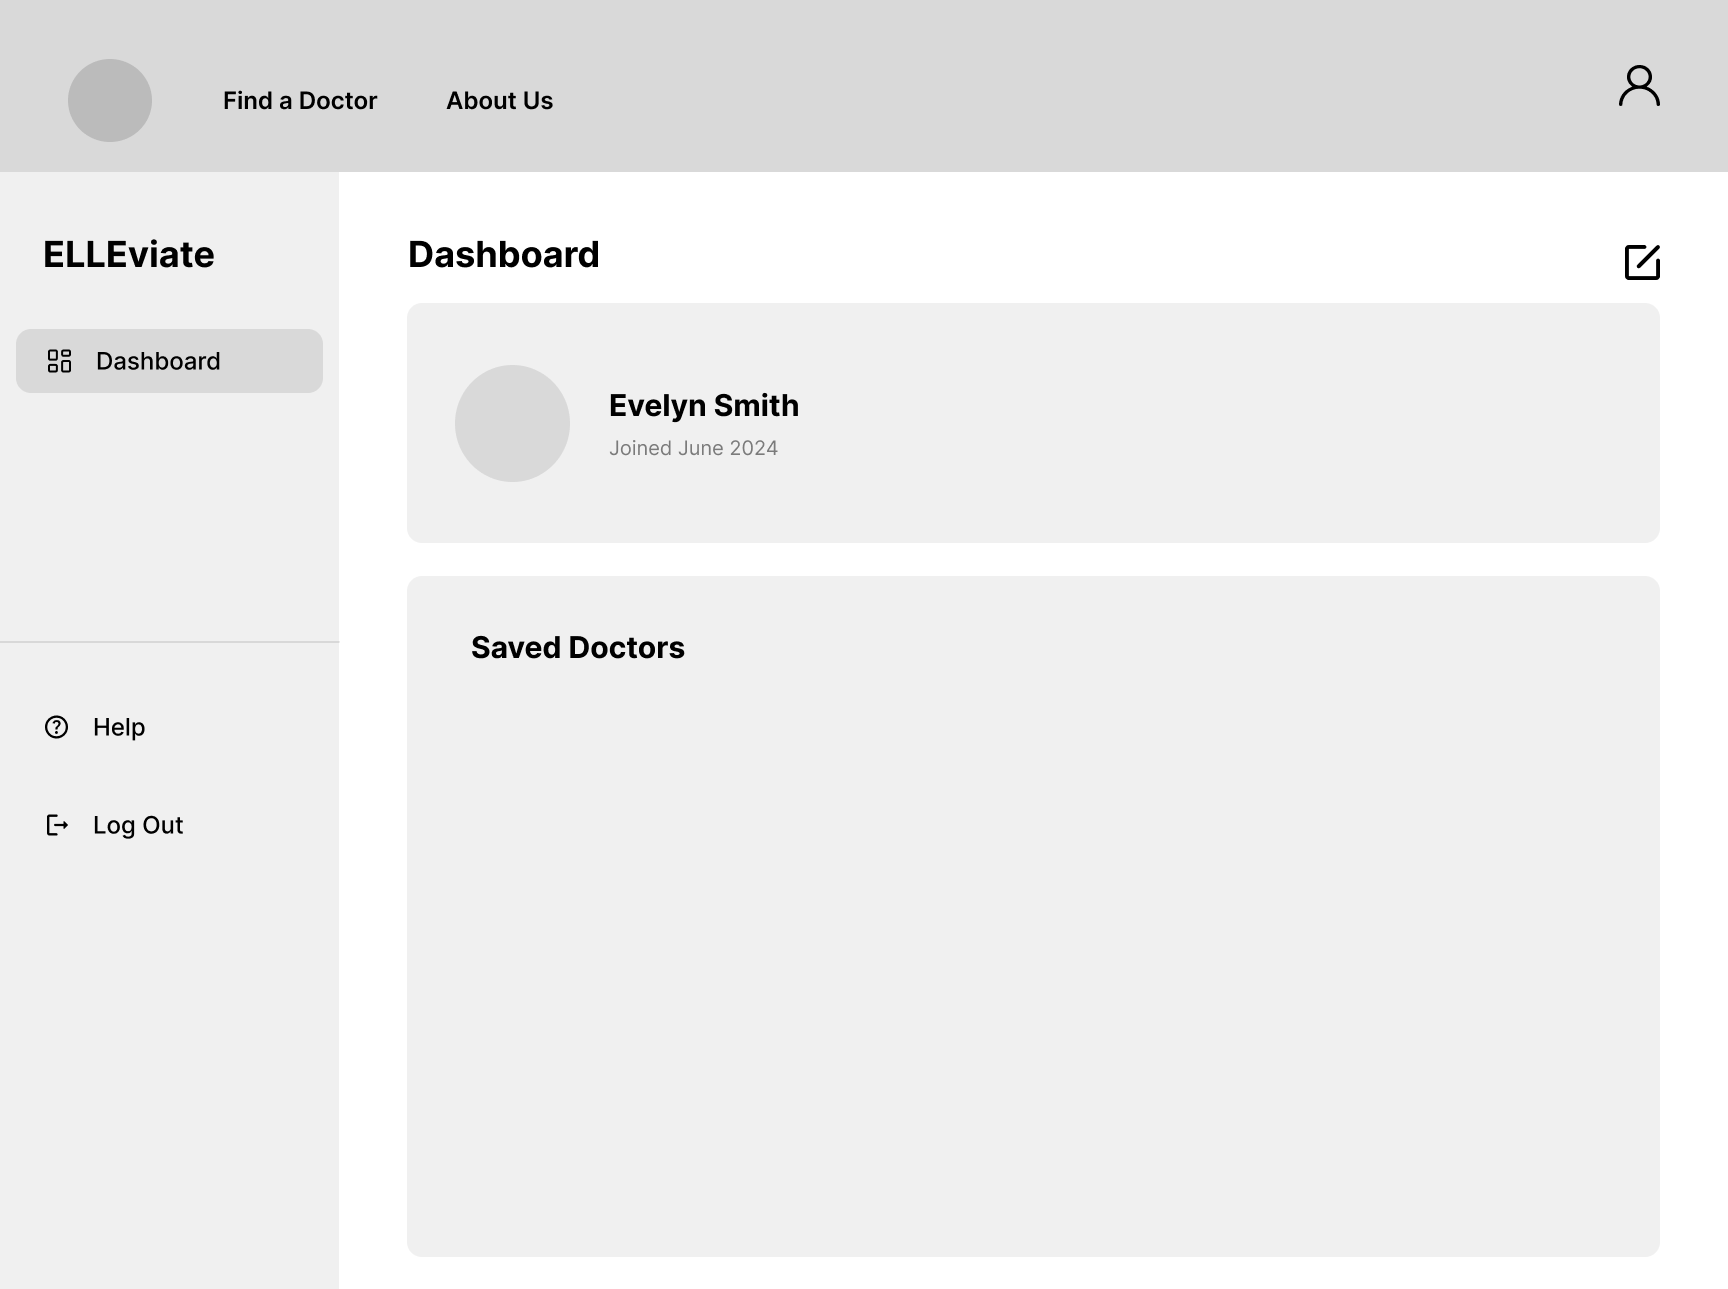 Find a Doctor
About Us
ELLEviate
Dashboard
Help
Log Out
Dashboard
Evelyn Smith
Joined June 2024
Saved Doctors